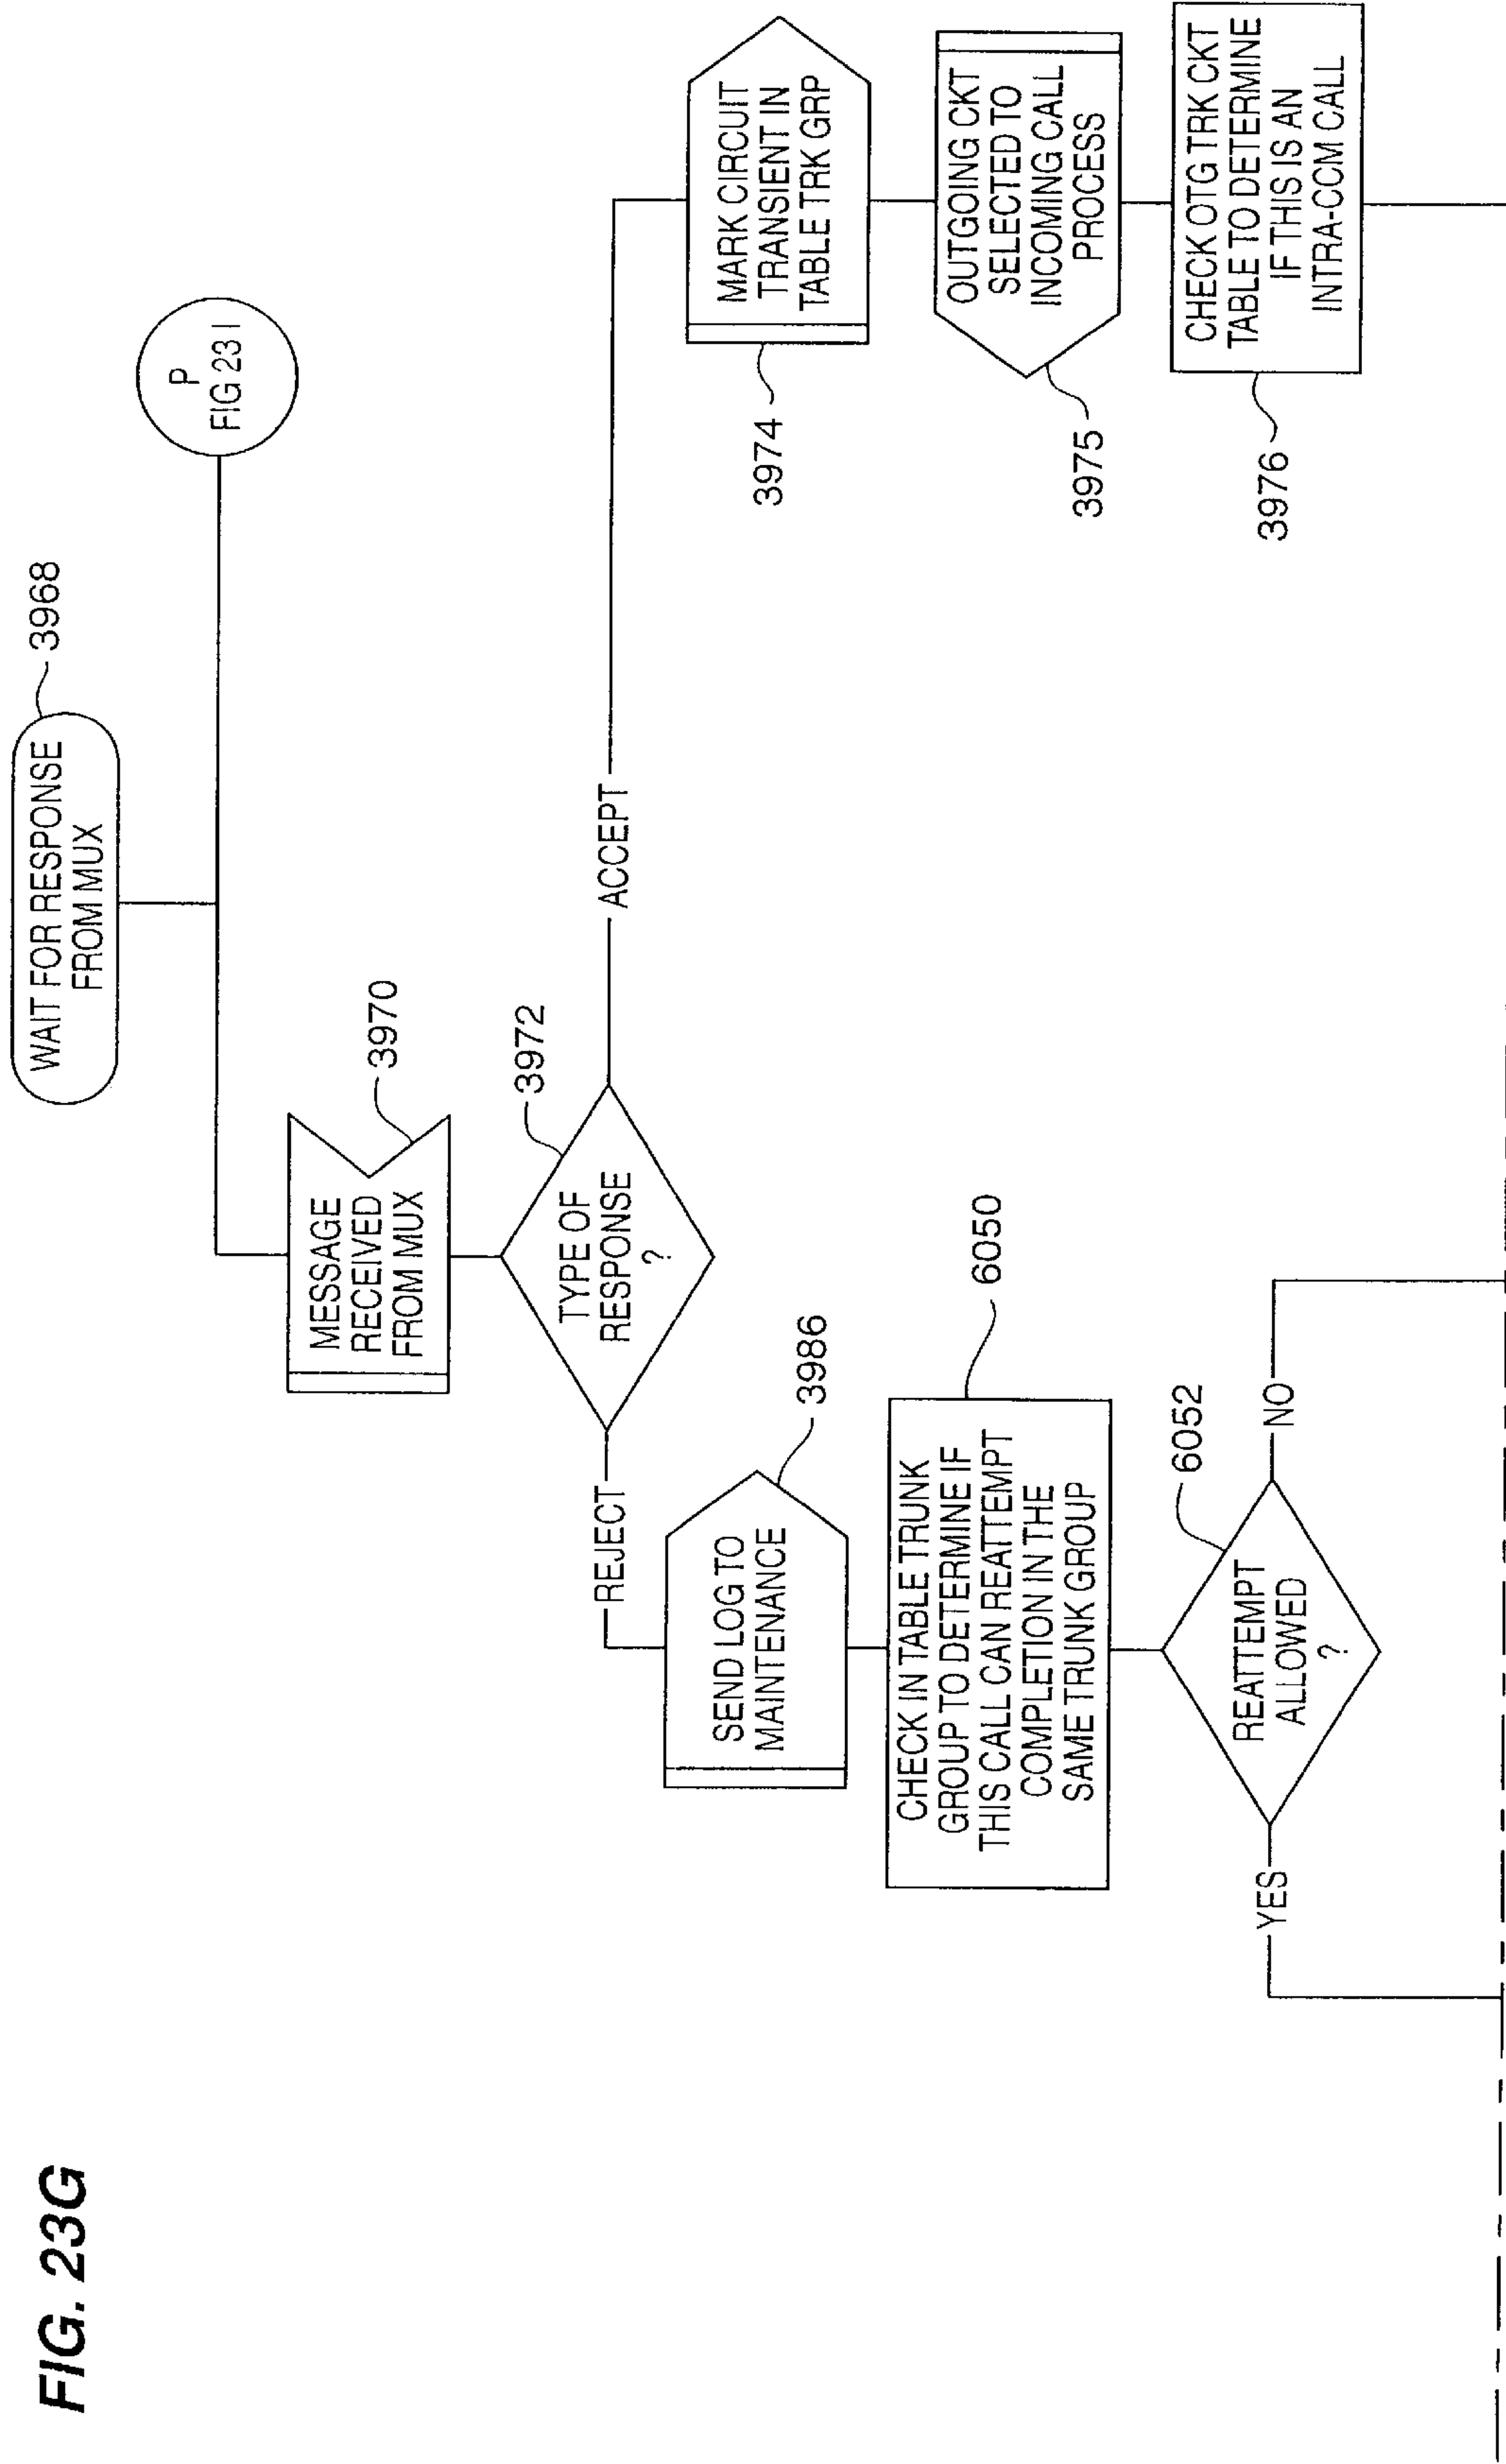 FIG. 23G
WAIT FOR RESPONSE
FROM MUX
3968
P
FIG 23 I
MESSAGE
RECEIVED
FROM MUX
3970
TYPE OF
RESPONSE
?
3972
REJECT
ACCEPT
SEND LOG TO
MAINTENANCE
3986
MARK CIRCUIT
TRANSIENT IN
TABLE TRK GRP
3974
CHECK IN TABLE TRUNK
GROUP TO DETERMINE IF
THIS CALL CAN REATTEMPT
COMPLETION IN THE
SAME TRUNK GROUP
6050
OUTGOING CKT
SELECTED TO
INCOMING CALL
PROCESS
3975
REATTEMPT
ALLOWED
?
6052
YES
NO
CHECK OTG TRK CKT
TABLE TO DETERMINE
IF THIS IS AN
INTRA-CCM CALL
3976